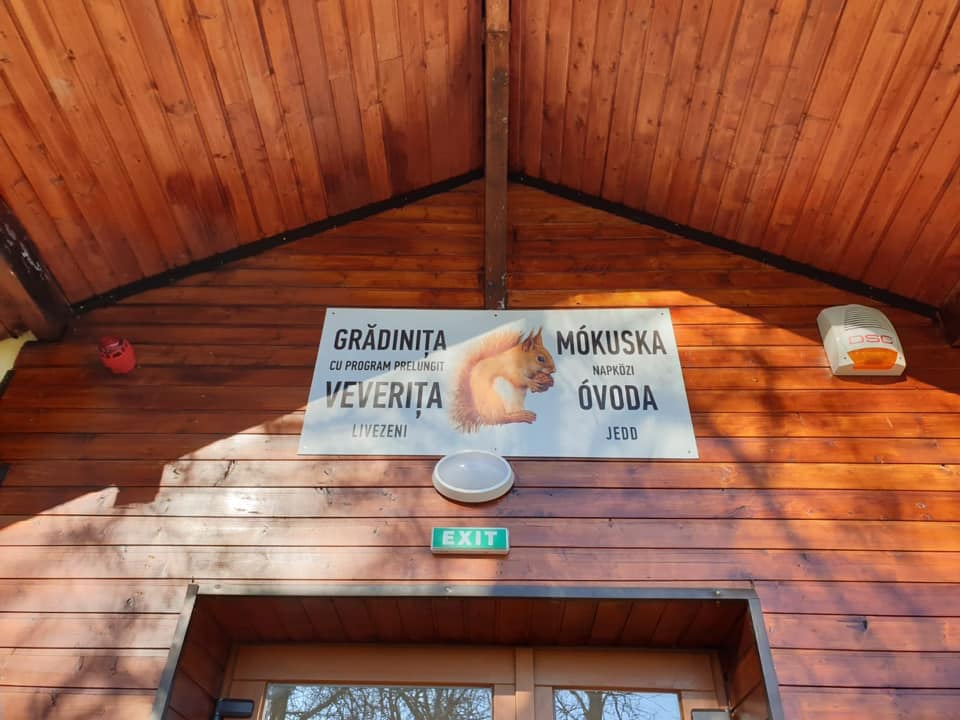 GRĂDINIȚA
CU PROGRAM PRELUNGIT
VEVERIȚA
LIVEZENI
MÓKUSKA
NAPKÖZI
ÓVODA
JEDD
DSC
EXIT